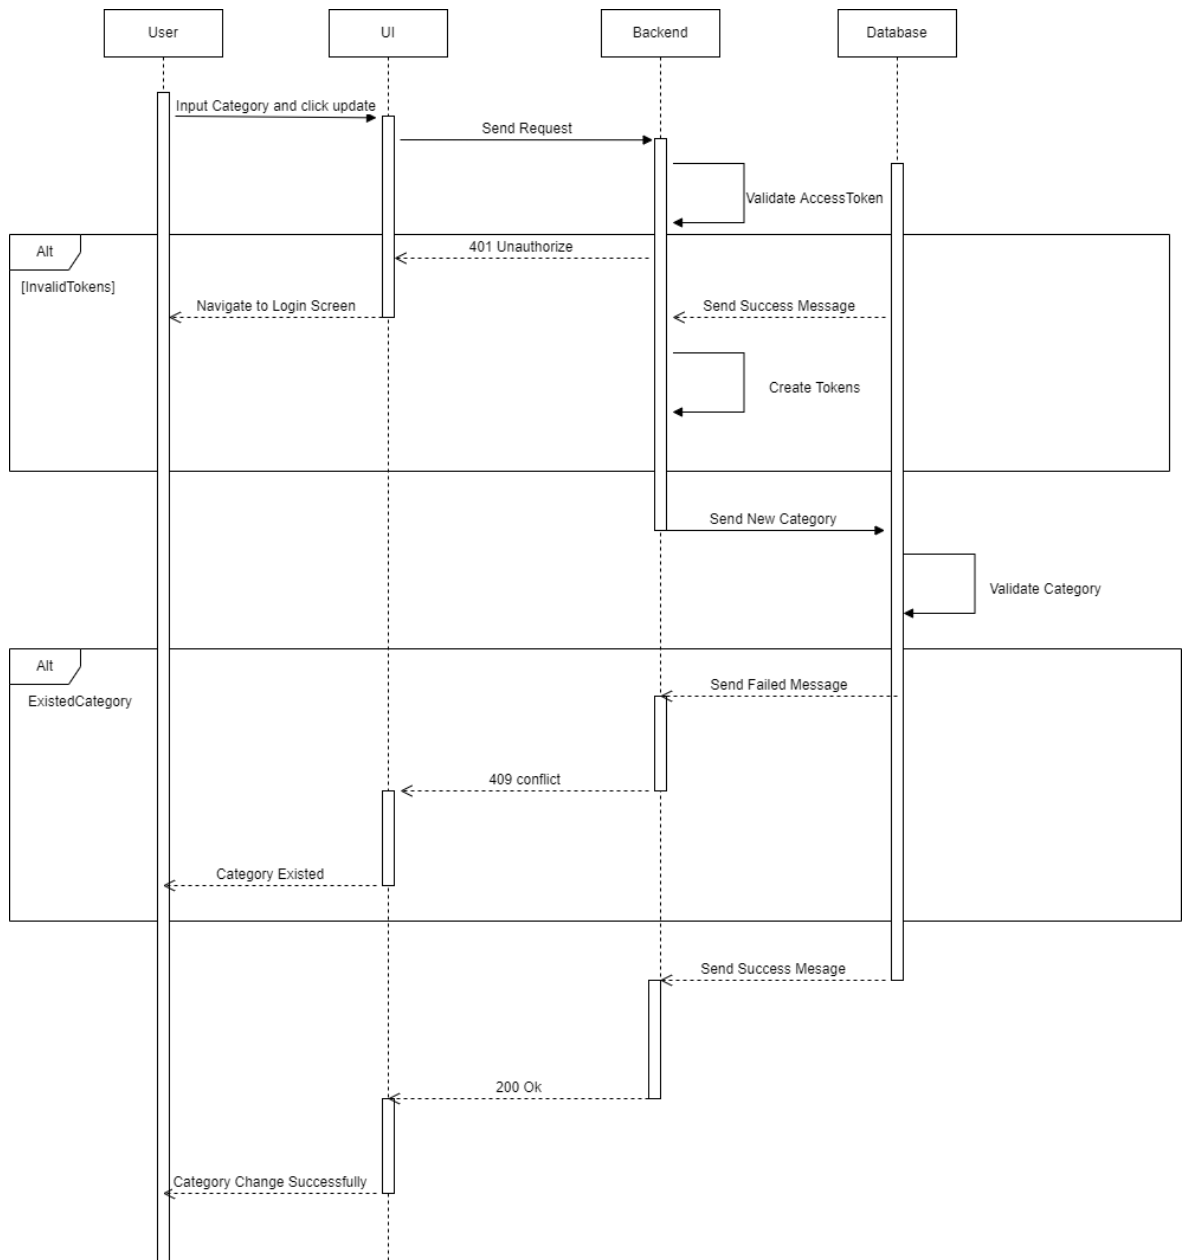 User
UI
Backend
Database
Input Category and click update
Send Request
Validate AccessToken
Alt
401 Unauthorize
[InvalidTokens]
Navigate to Login Screen
Send Success Message
Create Tokens
Send New Category
Validate Category
Alt
Send Failed Message
ExistedCategory
409 conflict
Category Existed
Send Success Mesage
200 Ok
Category Change Successfully